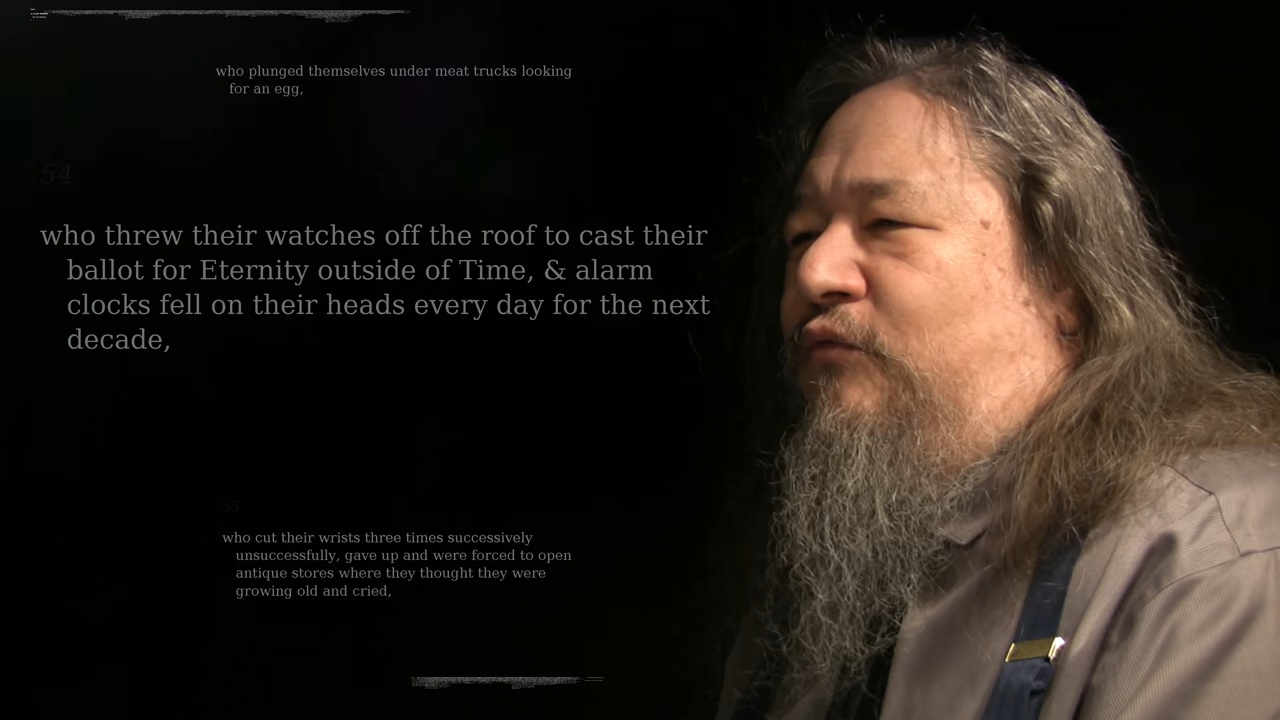 who plunged themselves under meat trucks looking
for an egg,
54
who threw their watches off the roof to cast their
ballot for Eternity outside of Time, & alarm
clocks fell on their heads every day for the next
decade,
55
who cut their wrists three times successively
unsuccessfully, gave up and were forced to open
antique stores where they thought they were
growing old and cried,